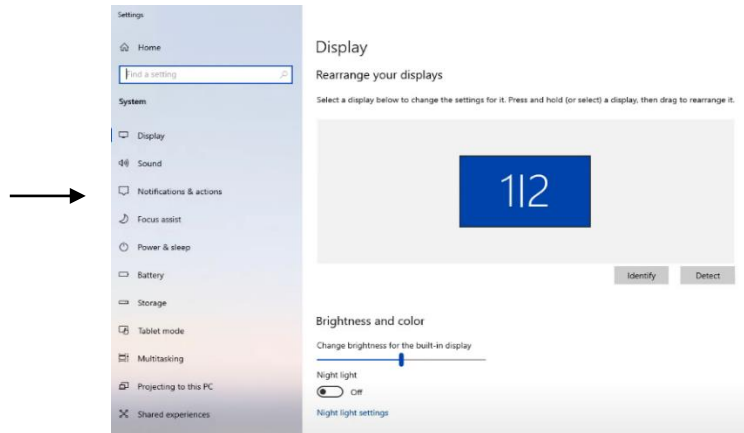 Settings
Home
Find a setting
System
Display
Sound
Notifications & actions
Focus assist
Power & sleep
Battery
Storage
Tablet mode
Multitasking
Projecting to this PC
Shared experiences
Display
Rearrange your displays
Select a display below to change the settings for it. Press and hold (or select) a display, then drag to rearrange it.
1|2
Identify Detect
Brightness and color
Change brightness for the built-in display
Night light
Off
Night light settings